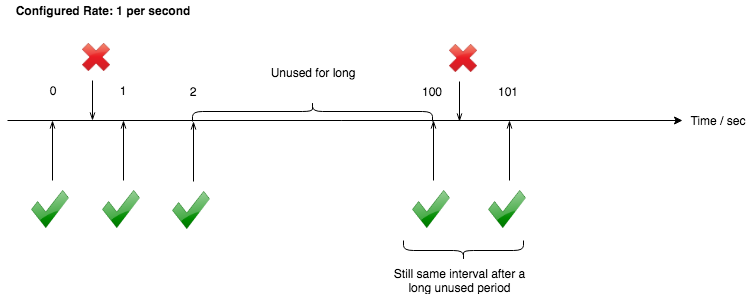 Configured Rate: 1 per second
Unused for long
0 1 2 100 101
Time / sec
Still same interval after a
long unused period